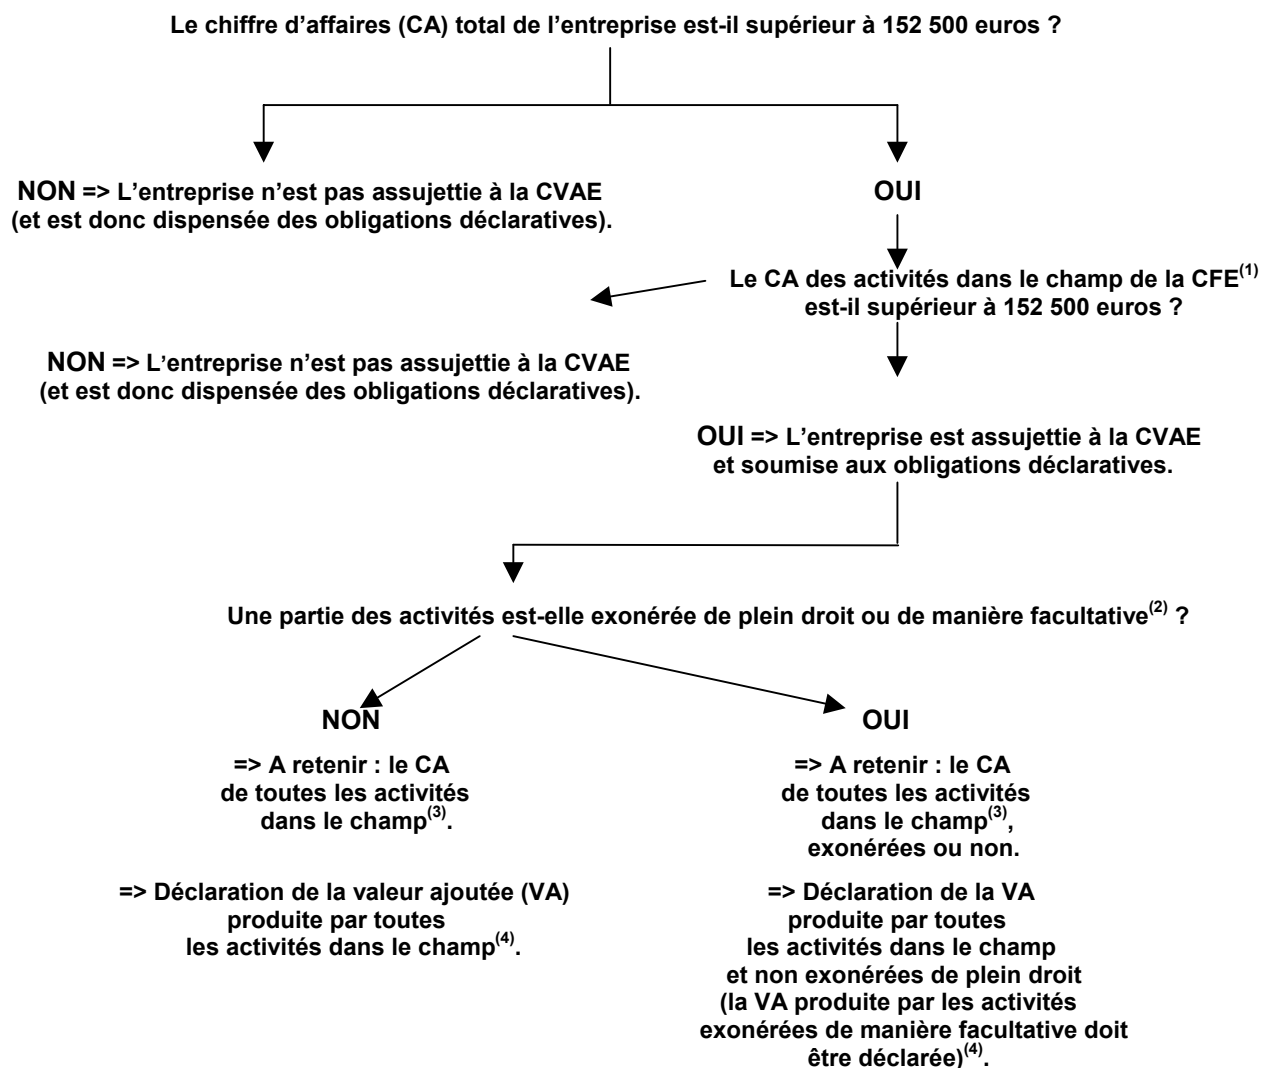 Le chiffre d'affaires (CA) total de l'entreprise est-il supérieur à 152 500 euros ?
NON => L'entreprise n'est pas assujettie à la CVAE
(et est donc dispensée des obligations déclaratives).
OUI
Le CA des activités dans le champ de la CFE(1)
est-il supérieur à 152 500 euros ?
NON => L'entreprise n'est pas assujettie à la CVAE
(et est donc dispensée des obligations déclaratives).
OUI => L'entreprise est assujettie à la CVAE
et soumise aux obligations déclaratives.
Une partie des activités est-elle exonérée de plein droit ou de manière facultative(2) ?
NON
=> A retenir : le CA
de toutes les activités
dans le champ(3).
=> Déclaration de la valeur ajoutée (VA)
produite par toutes
les activités dans le champ(4).
OUI
=> A retenir : le CA
de toutes les activités
dans le champ(3),
exonérées ou non.
=> Déclaration de la VA
produite par toutes
les activités dans le champ
et non exonérées de plein droit
(la VA produite par les activités
exonérées de manière facultative doit
être déclarée)(4).